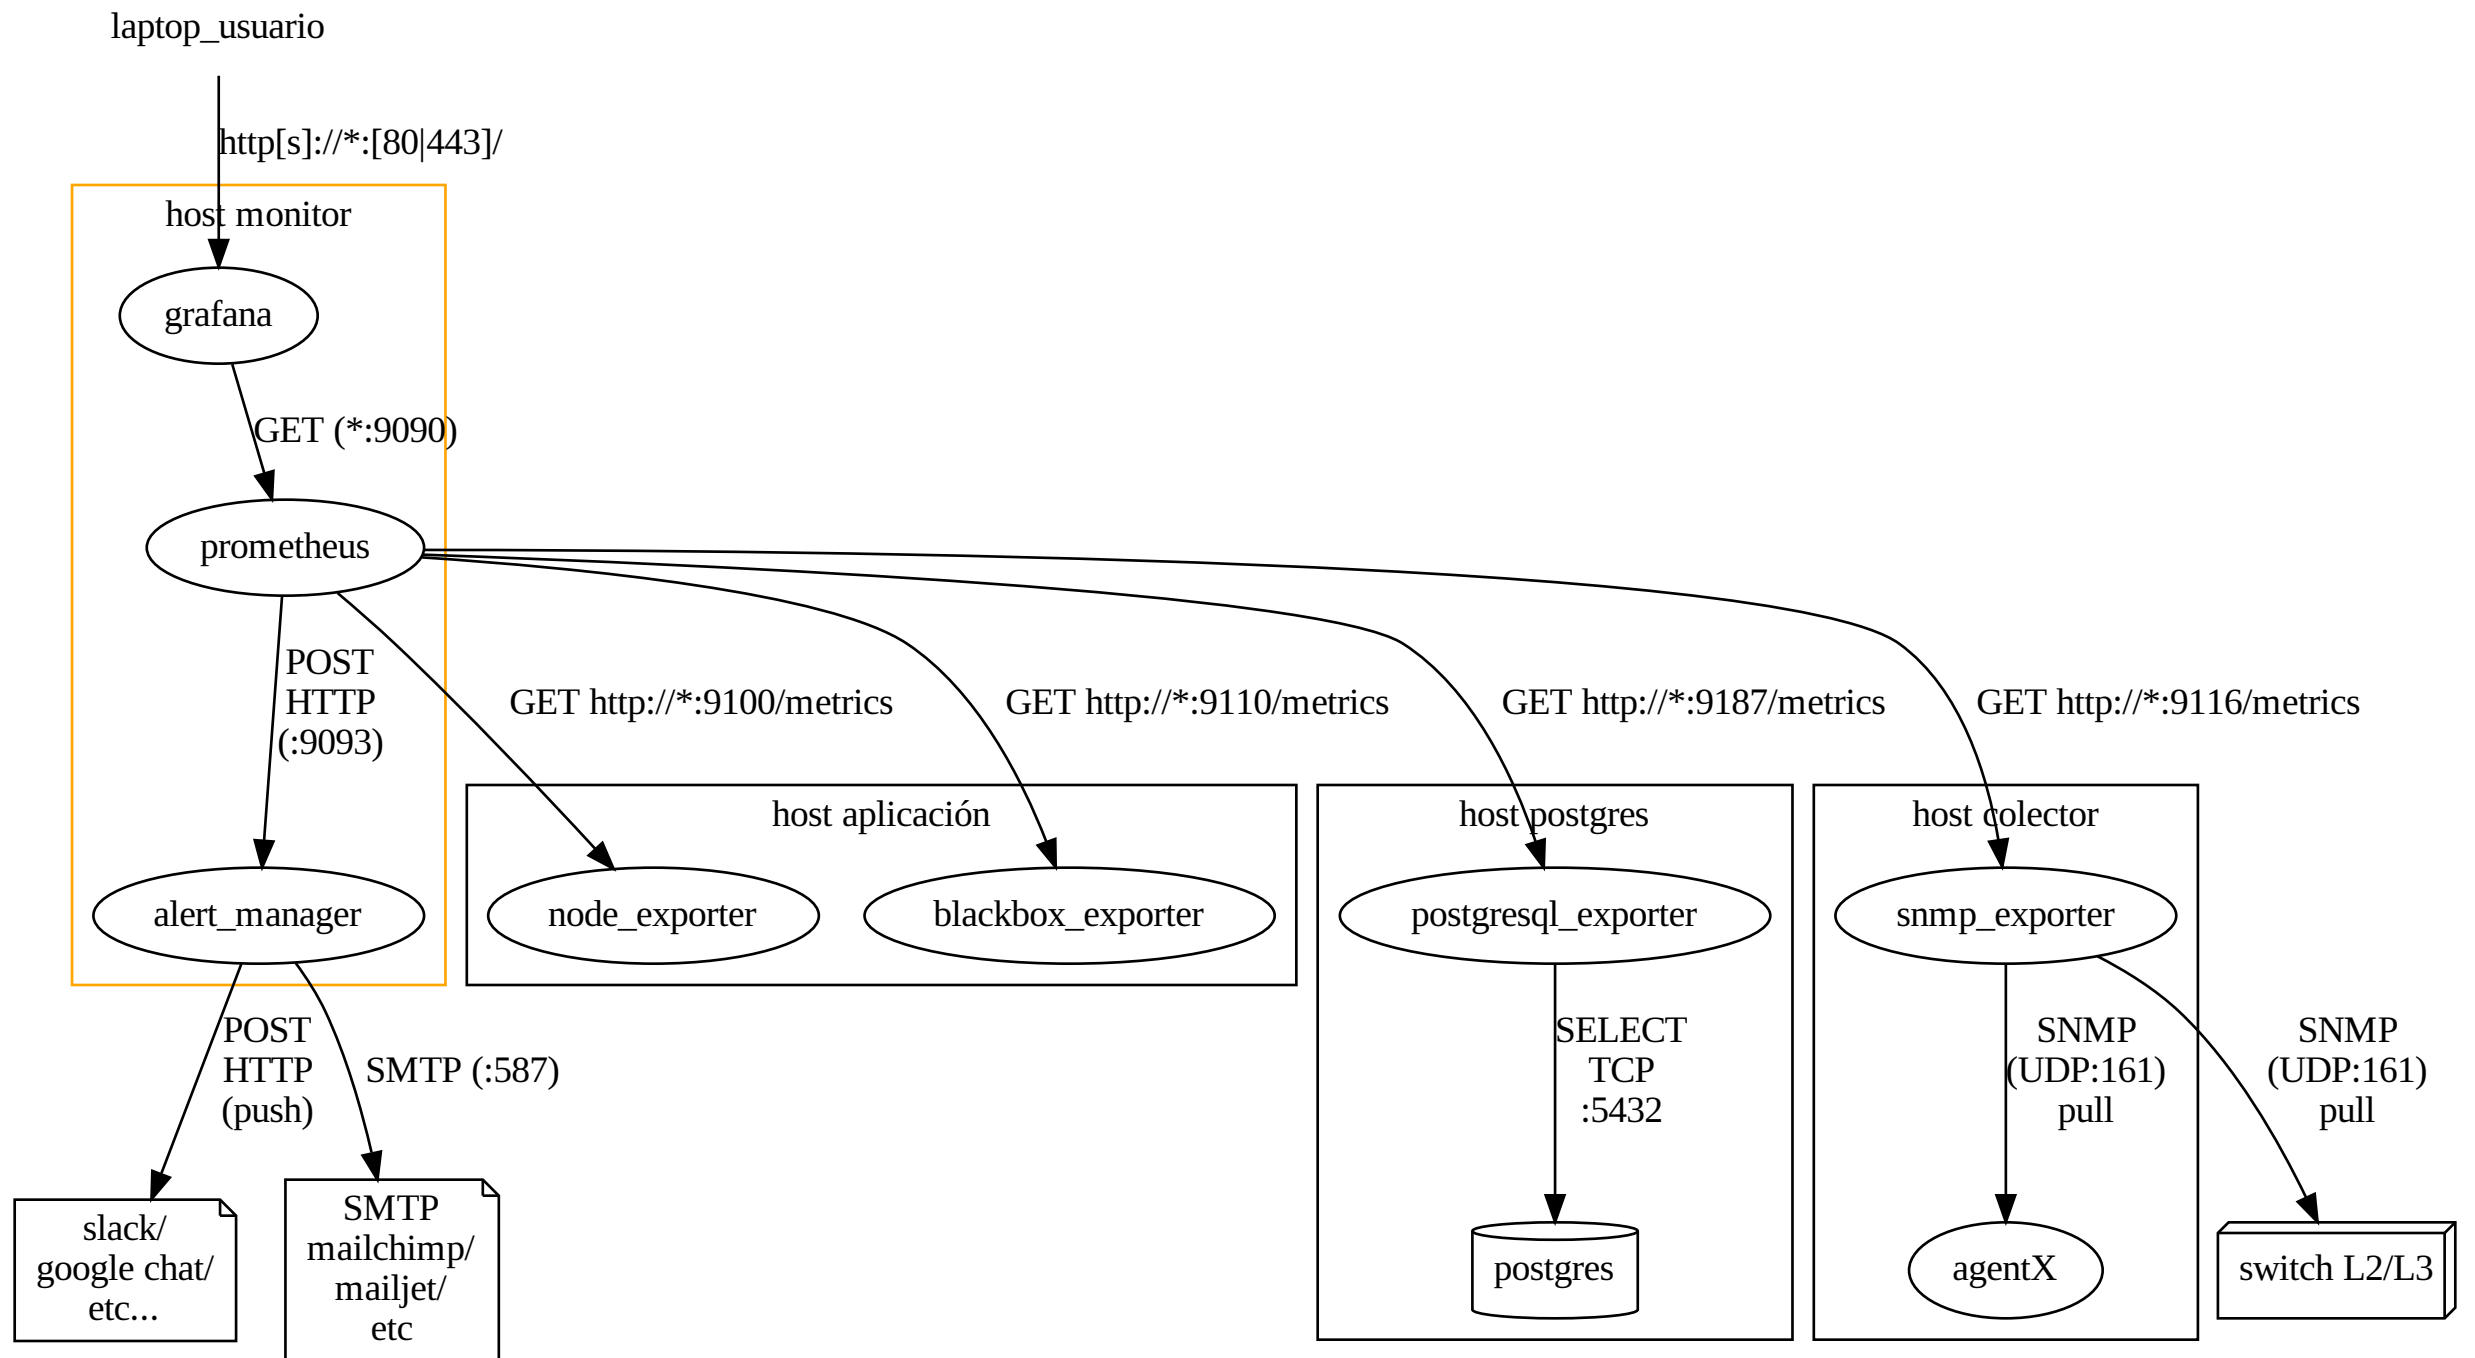 laptop_usuario
http[s]://*:[80|443]/
host monitor
grafana
GET (*:9090)
prometheus
POST
HTTP
(:9093)
GET http://*:9100/metrics
GET http://*:9110/metrics
GET http://*:9187/metrics
GET http://*:9116/metrics
host aplicación
host postgres
host colector
alert_manager
node_exporter
blackbox_exporter
postgresql_exporter
snmp_exporter
POST
HTTP
(push)
SMTP (:587)
SELECT
TCP
:5432
SNMP
(UDP:161)
pull
SNMP
(UDP:161)
pull
slack/
google chat/
etc...
SMTP
mailchimp/
mailjet/
etc
postgres
agentX
switch L2/L3